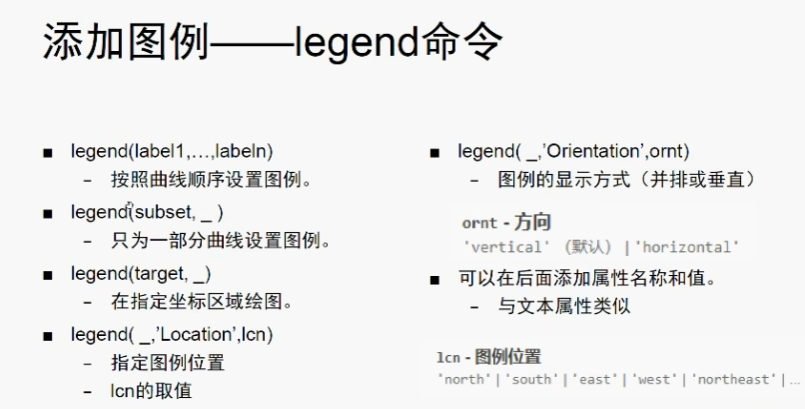 添加图例——legend命令
■ legend(label1,…,labeln)
– 按照曲线顺序设置图例。
■ legend(subset, _ )
– 只为一部分曲线设置图例。
■ legend(target, _)
– 在指定坐标区域绘图。
■ legend( _,’Location’,lcn)
– 指定图例位置
– lcn的取值
■ legend( _,’Orientation’,ornt)
– 图例的显示方式（并排或垂直）
ornt - 方向
'vertical' （默认） | 'horizontal'
■ 可以在后面添加属性名称和值。
– 与文本属性类似
lcn - 图例位置
'north' | 'south' | 'east' | 'west' | 'northeast' | ...